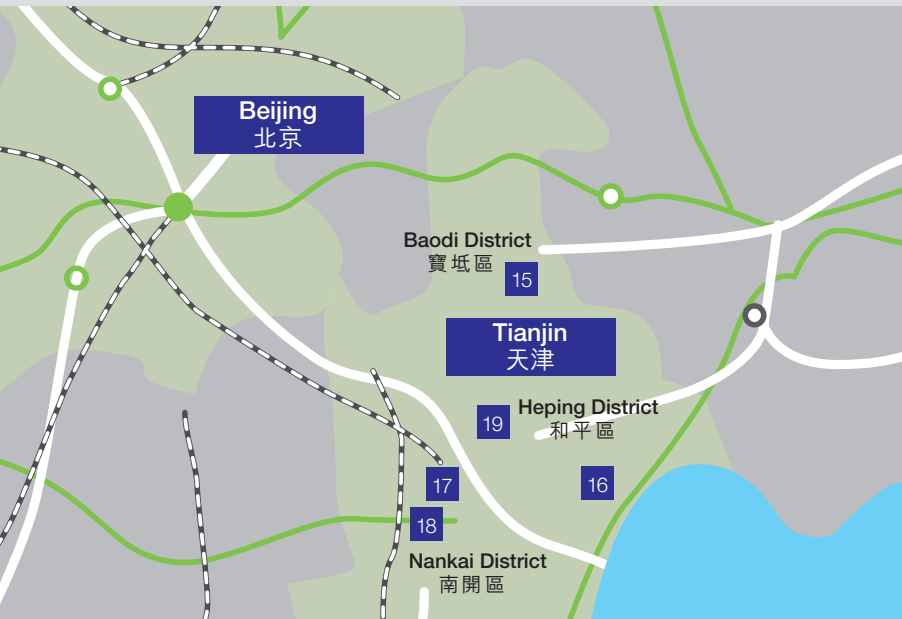 Beijing
北京
Baodi District
寶坻區
15
Tianjin
天津
Heping District
和平區
19
16
17
18
Nankai District
南開區